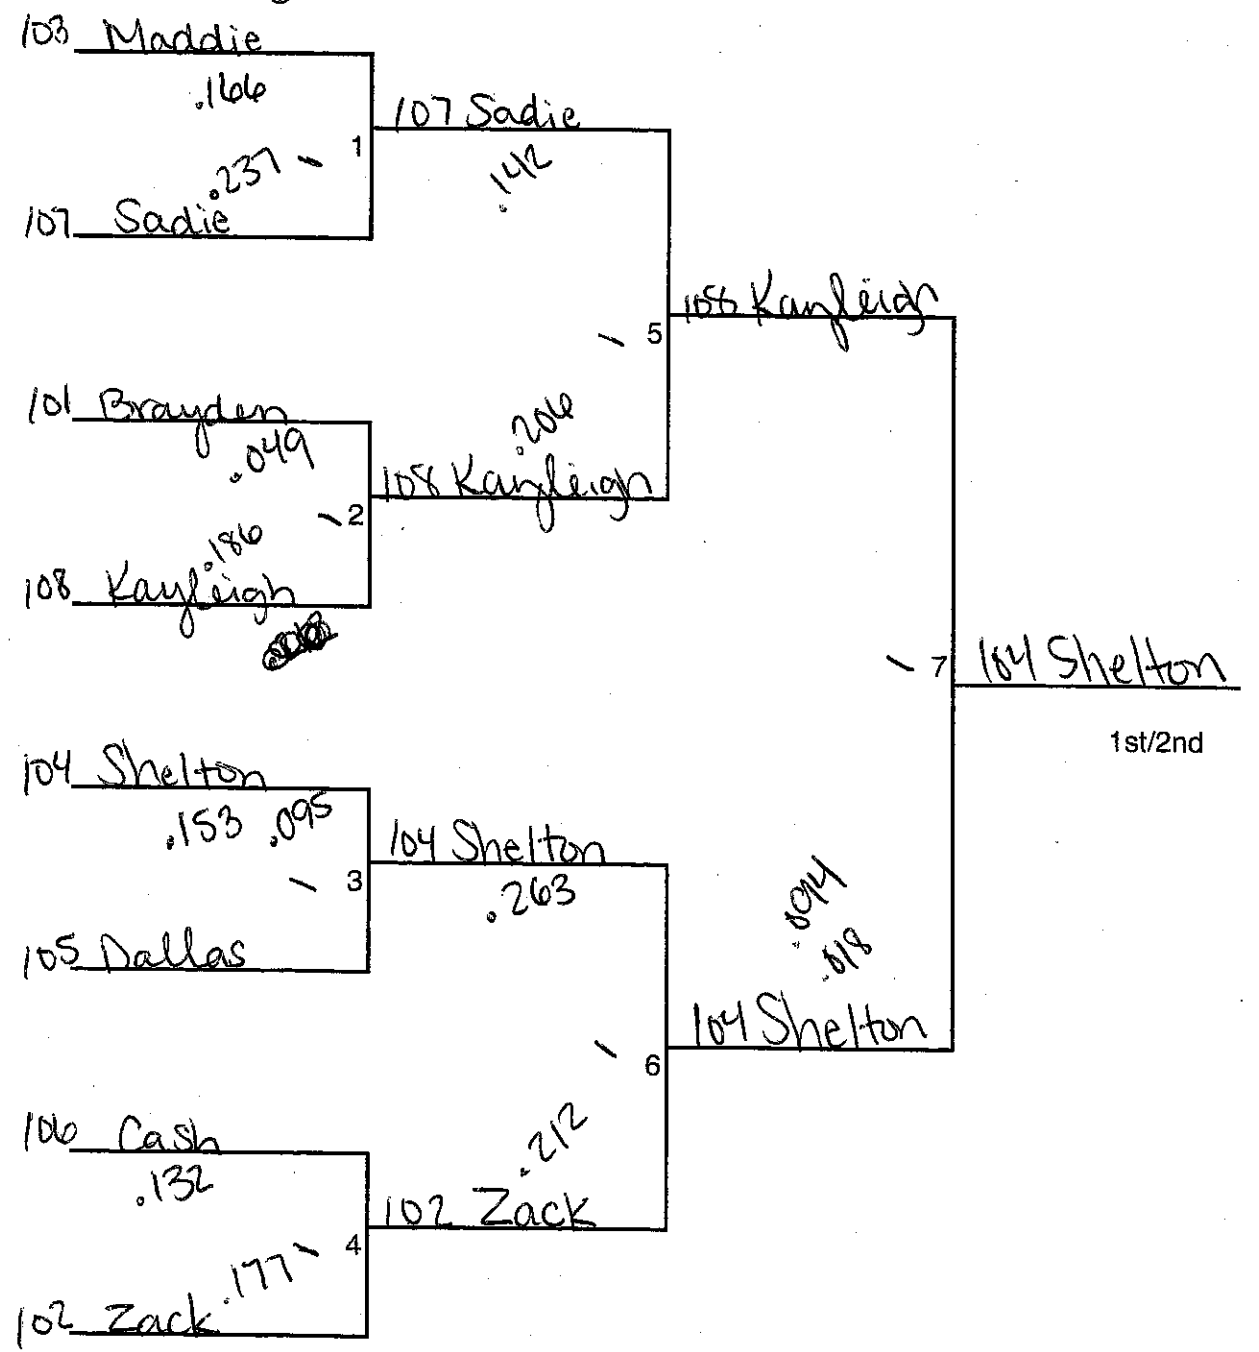 103 Maddie
.166
107 Sadie
1
.142
.237
107 Sadie
108 Kayleigh
5
101 Brayden
.049
.206
108 Kayleigh
2
.186
108 Kayleigh
7
104 Shelton
1st/2nd
104 Shelton
.153 .095
104 Shelton
3
.263
.094
.018
105 Dallas
104 Shelton
6
106 Cash
.132
.212
102 Zack
4
.177
102 Zack